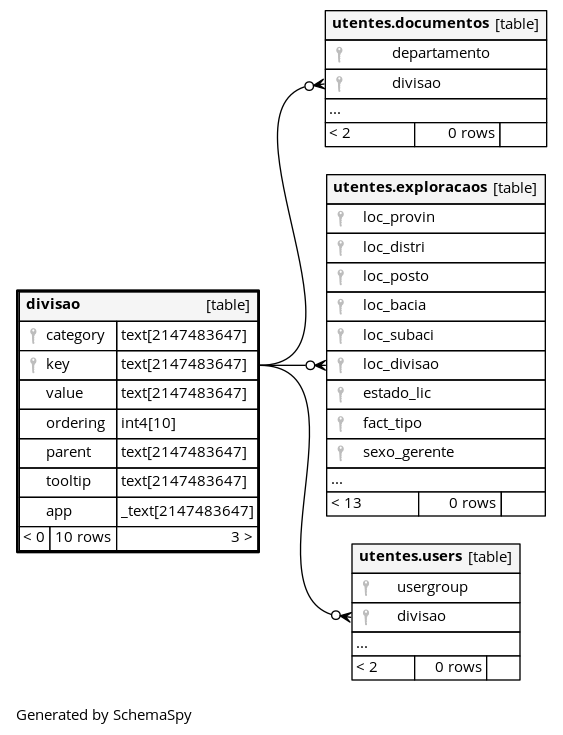 utentes.documentos [table]
departamento
divisao
...
< 2 0 rows
utentes.exploracaos [table]
loc_provin
loc_distri
loc_posto
loc_bacia
loc_subaci
loc_divisao
estado_lic
fact_tipo
sexo_gerente
...
< 13 0 rows
divisao [table]
category text[2147483647]
key text[2147483647]
value text[2147483647]
ordering int4[10]
parent text[2147483647]
tooltip text[2147483647]
app _text[2147483647]
< 0 10 rows 3 >
utentes.users [table]
usergroup
divisao
...
< 2 0 rows
Generated by SchemaSpy